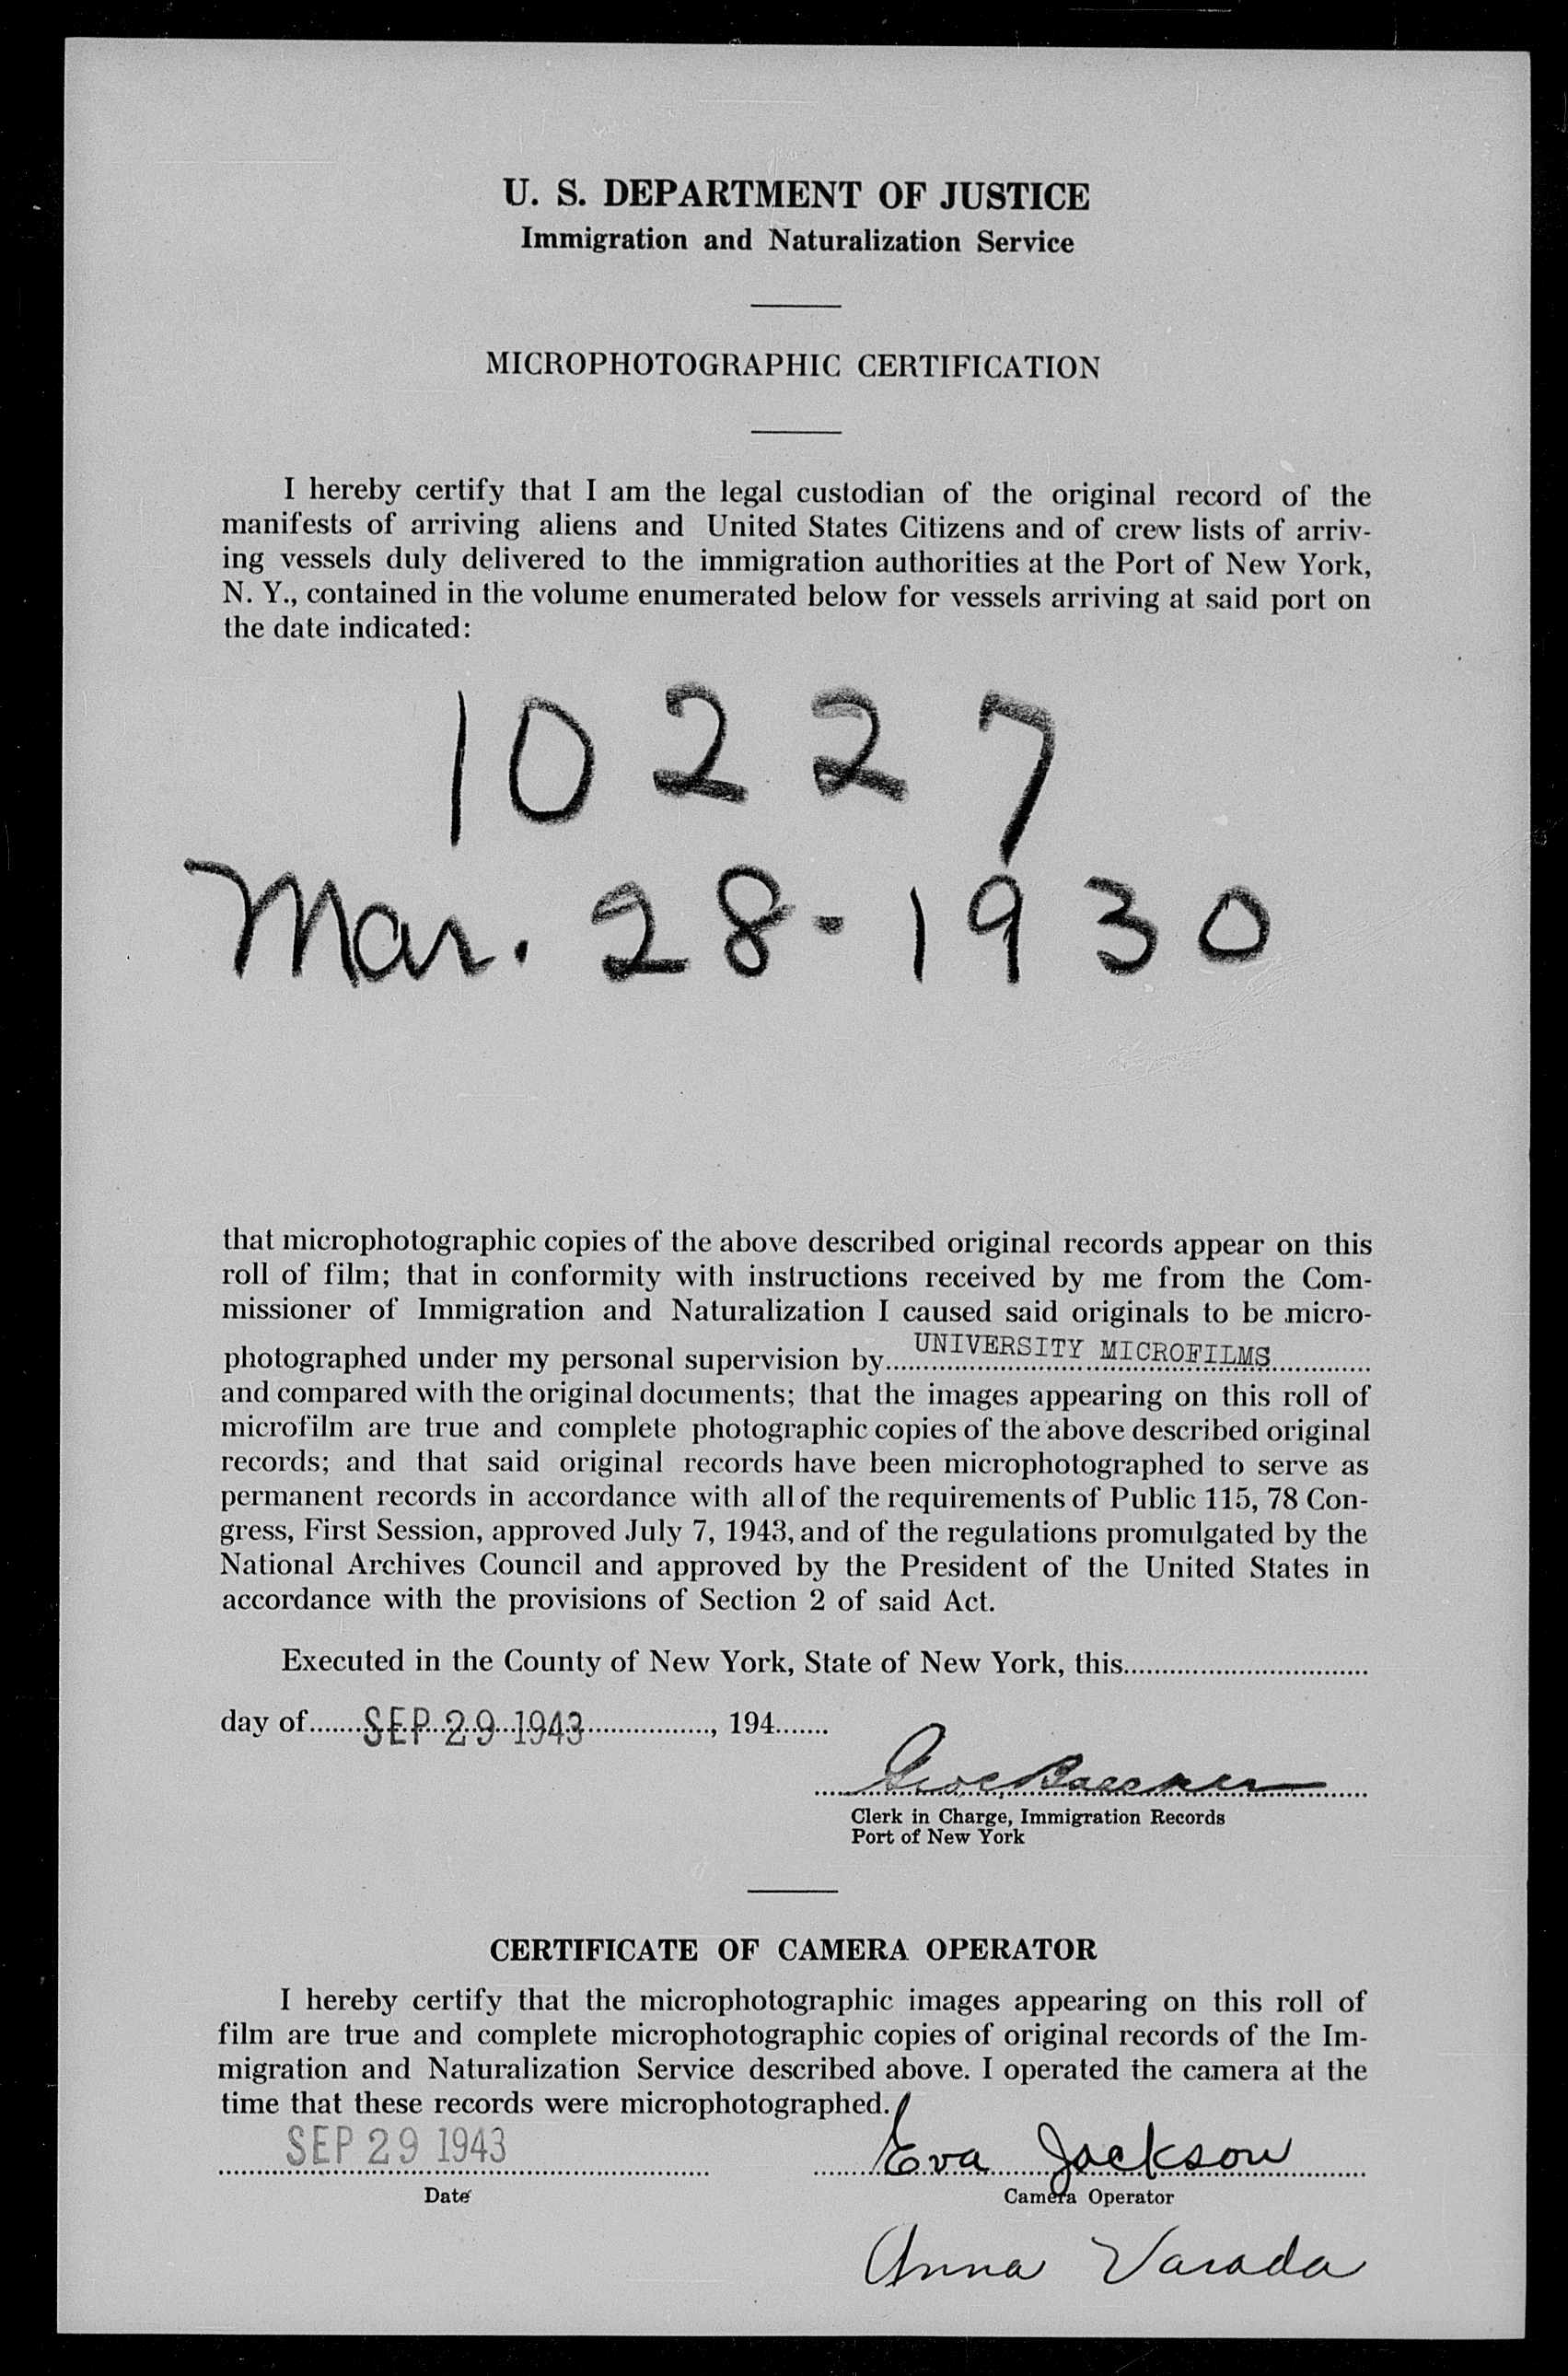 U. S. DEPARTMENT OF JUSTICE
Immigration and Naturalization Service
MICROPHOTOGRAPHIC CERTIFICATION
I hereby certify that I am the legal custodian of the original record of the
manifests of arriving aliens and United States Citizens and of crew lists of arriv-
ing vessels duly delivered to the immigration authorities at the Port of New York,
N. Y., contained in the volume enumerated below for vessels arriving at said port on
the date indicated:
10227
Mar. 28-1930
that microphotographic copies of the above described original records appear on this
roll of film; that in conformity with instructions received by me from the Com-
missioner of Immigration and Naturalization I caused said originals to be micro-
photographed under my personal supervision by UNIVERSITY MICROFILMS
and compared with the original documents; that the images appearing on this roll of
microfilm are true and complete photographic copies of the above described original
records; and that said original records have been microphotographed to serve as
permanent records in accordance with all of the requirements of Public 115, 78 Con-
gress, First Session, approved July 7, 1943, and of the regulations promulgated by the
National Archives Council and approved by the President of the United States in
accordance with the provisions of Section 2 of said Act.
Executed in the County of New York, State of New York, this
day of SEP 29 1943, 194
Clerk in Charge, Immigration Records
Port of New York
CERTIFICATE OF CAMERA OPERATOR
I hereby certify that the microphotographic images appearing on this roll of
film are true and complete microphotographic copies of original records of the Im-
migration and Naturalization Service described above. I operated the camera at the
time that these records were microphotographed.
SEP 29 1943 Eva Jackson
Date Camera Operator
Anna Varada